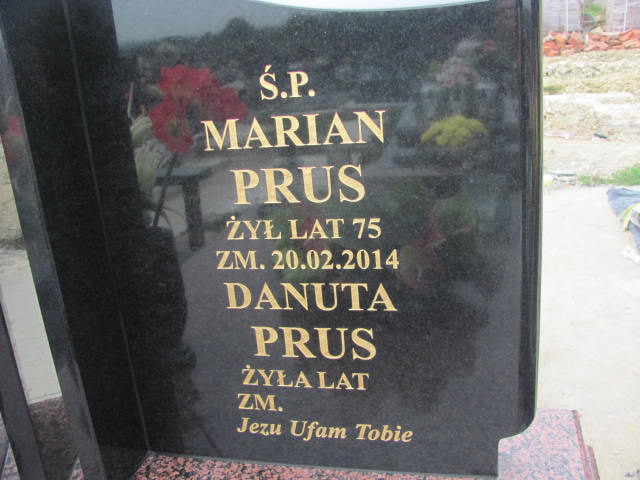 Ś.P.
MARIAN
PRUS
ŻYŁ LAT 75
ZM. 20.02.2014
DANUTA
PRUS
ŻYŁA LAT
ZM.
Jezu Ufam Tobie